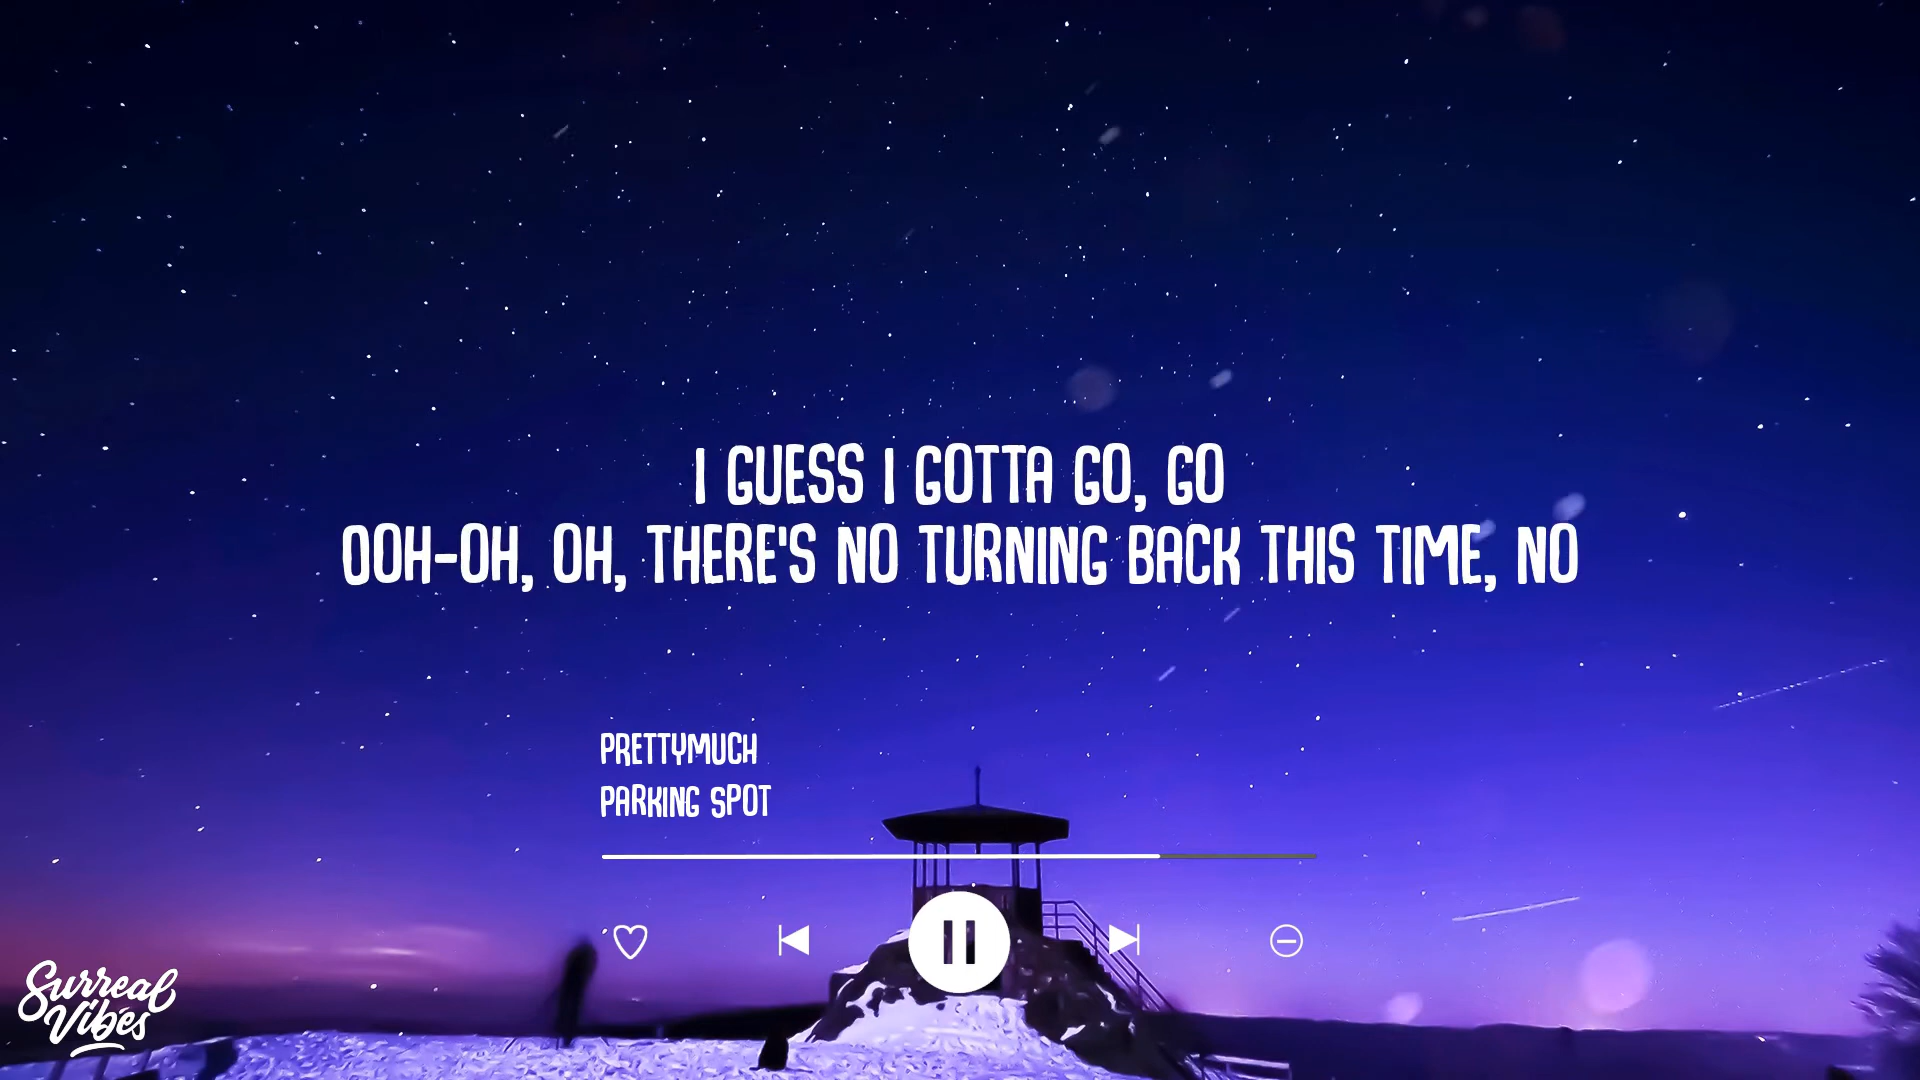 I GUESS I GOTTA GO, GO
OOH-OH, OH, THERE'S NO TURNING BACK THIS TIME, NO
PRETTYMUCH
PARKING SPOT
Surreal
Vibes